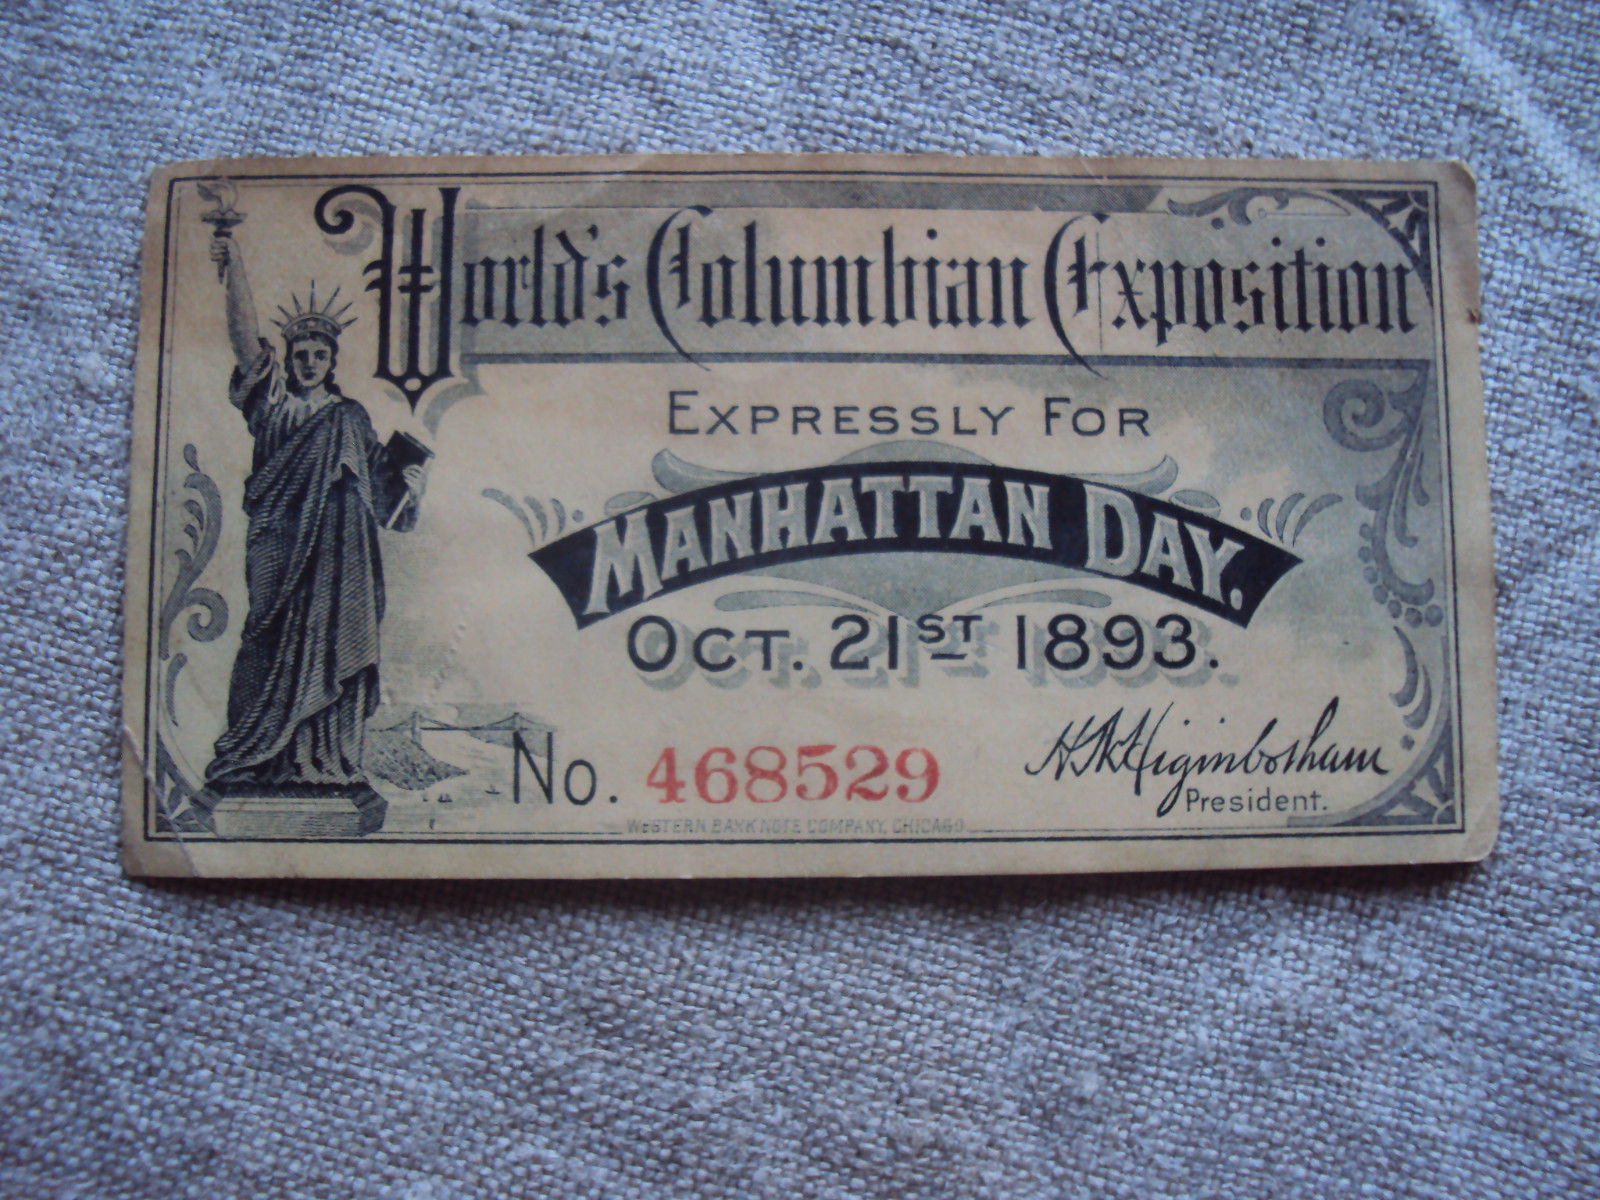 World's Columbian Exposition
EXPRESSLY FOR
MANHATTAN DAY.
OCT. 21ST 1893.
No. 468529
H N Higinbotham
President.
WESTERN BANK NOTE COMPANY, CHICAGO